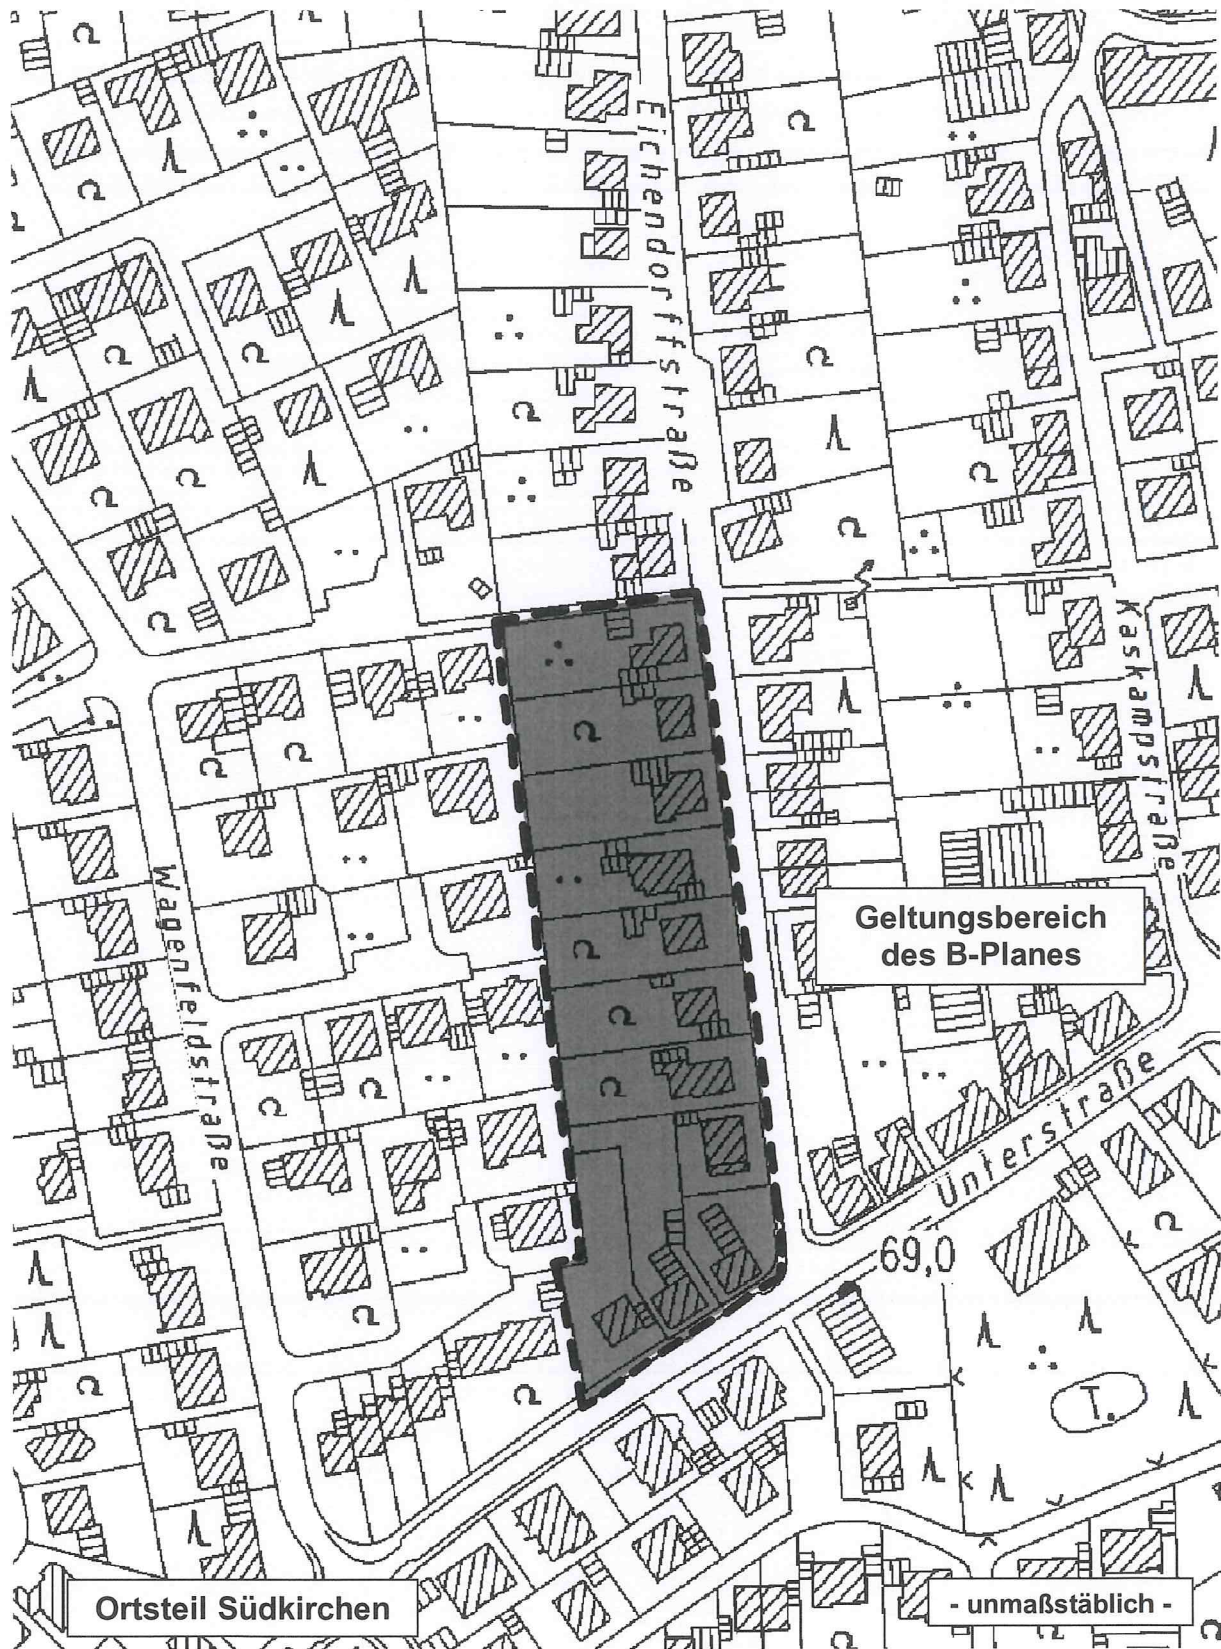 Eichendorffstraße
Kaskampstraße
Geltungsbereich
des B-Planes
Wagenfeldstraße
Unterstraße
69,0
T.
Ortsteil Südkirchen
- unmaßstäblich -